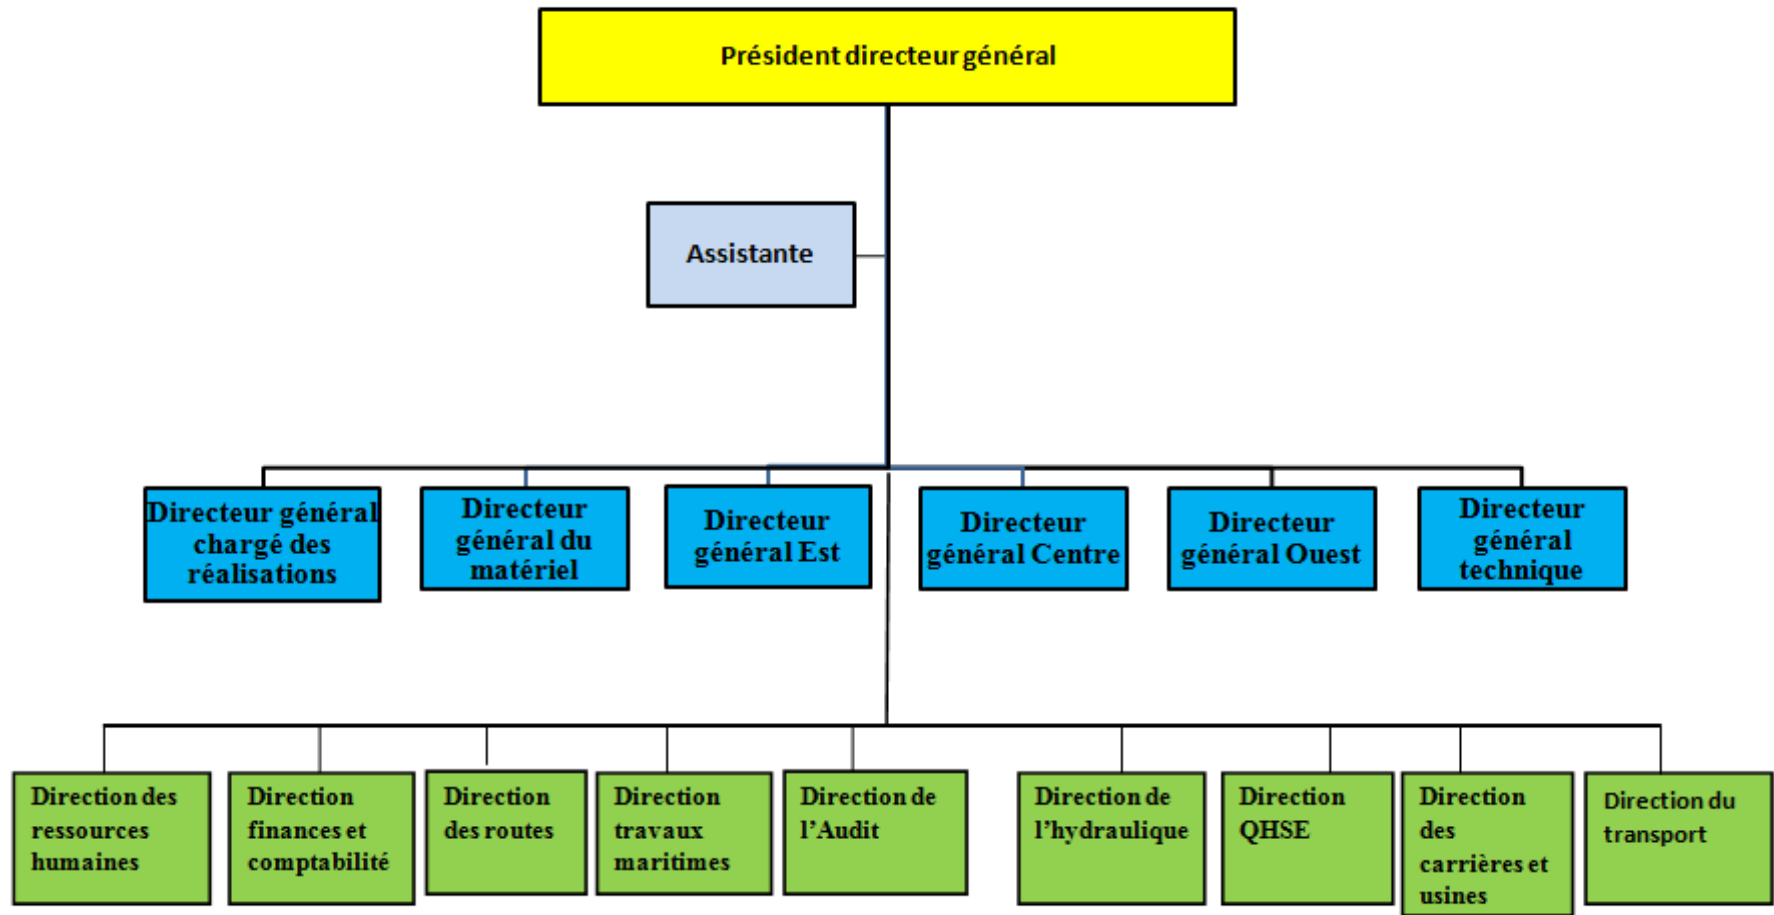 Président directeur général
Assistante
Directeur général
chargé des
réalisations
Directeur
général du
matériel
Directeur
général Est
Directeur
général Centre
Directeur
général Ouest
Directeur
général
technique
Direction des
ressources
humaines
Direction
finances et
comptabilité
Direction
des routes
Direction
travaux
maritimes
Direction de
l’Audit
Direction de
l’hydraulique
Direction
QHSE
Direction
des
carrières et
usines
Direction du
transport